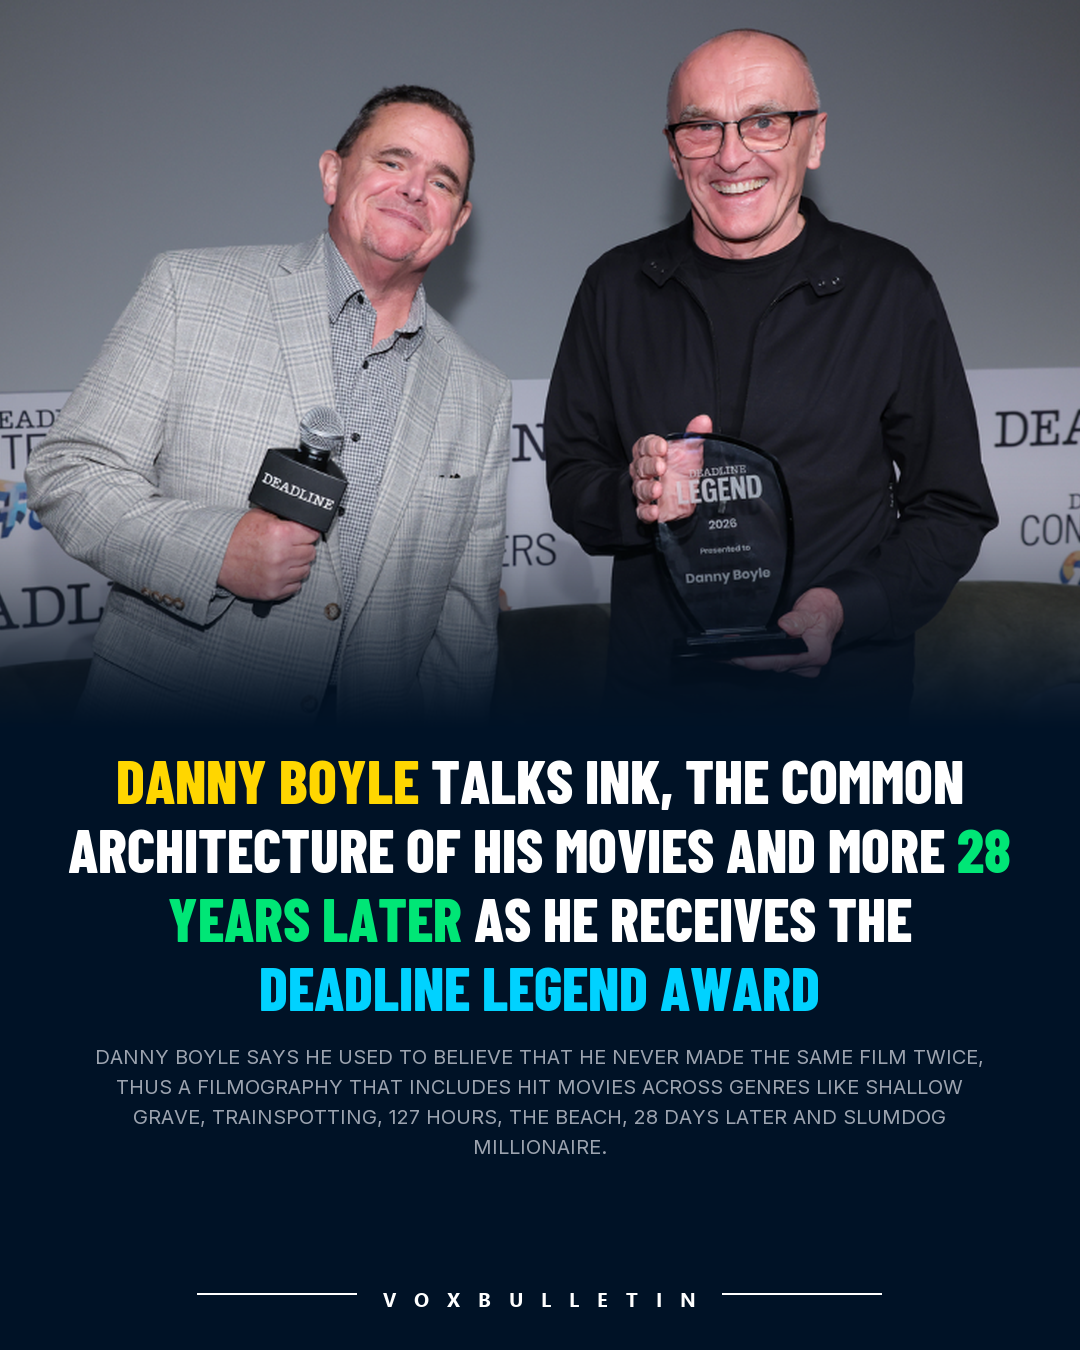 DEADLINE
DEADLINE
LEGEND
2026
Presented to
Danny Boyle
DEA
CON
ERS
ADL
DANNY BOYLE TALKS INK, THE COMMON
ARCHITECTURE OF HIS MOVIES AND MORE 28
YEARS LATER AS HE RECEIVES THE
DEADLINE LEGEND AWARD
DANNY BOYLE SAYS HE USED TO BELIEVE THAT HE NEVER MADE THE SAME FILM TWICE,
THUS A FILMOGRAPHY THAT INCLUDES HIT MOVIES ACROSS GENRES LIKE SHALLOW
GRAVE, TRAINSPOTTING, 127 HOURS, THE BEACH, 28 DAYS LATER AND SLUMDOG
MILLIONAIRE.
VOXBULLETIN